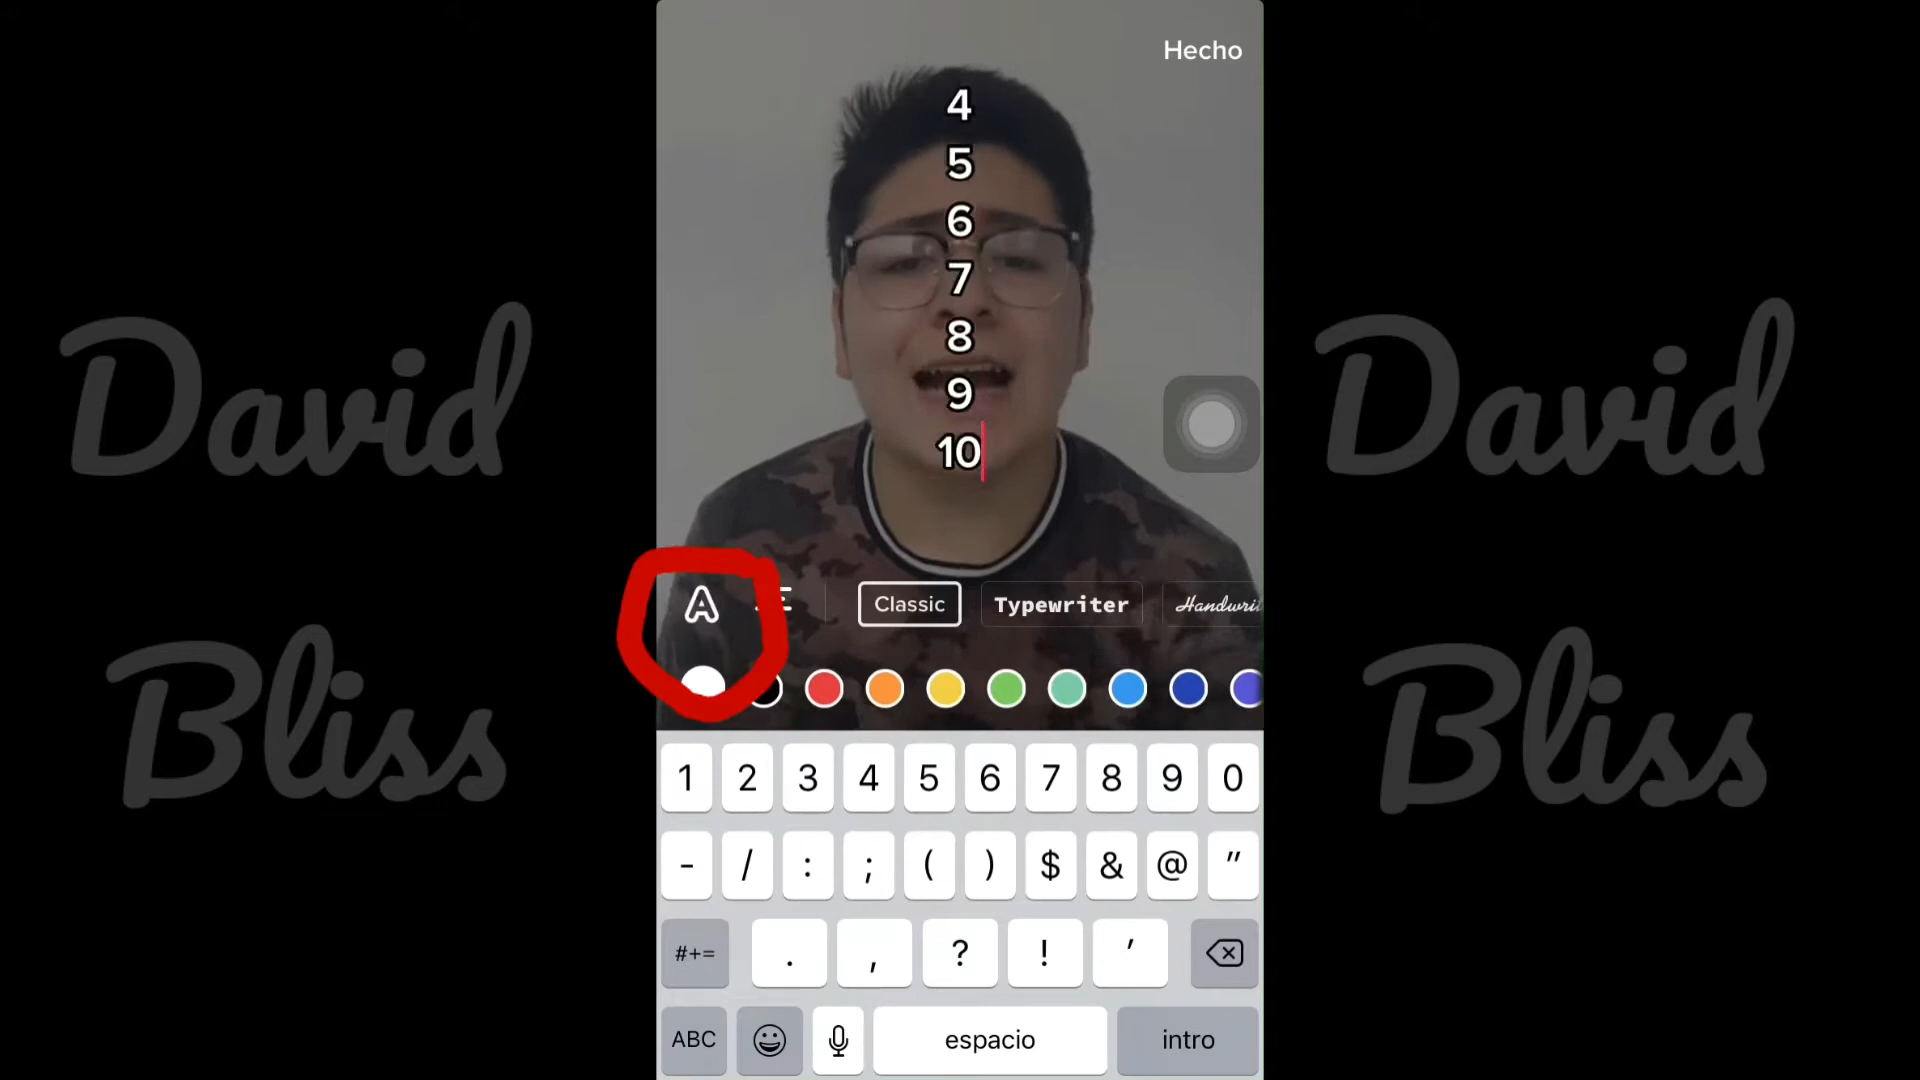 Hecho
4
5
6
7
8
9
10
David
Bliss
David
Bliss
A
Classic
Typewriter
1 2 3 4 5 6 7 8 9 0
- / : ; ( ) $ & @ "
#+= . , ? ! '
ABC espacio intro